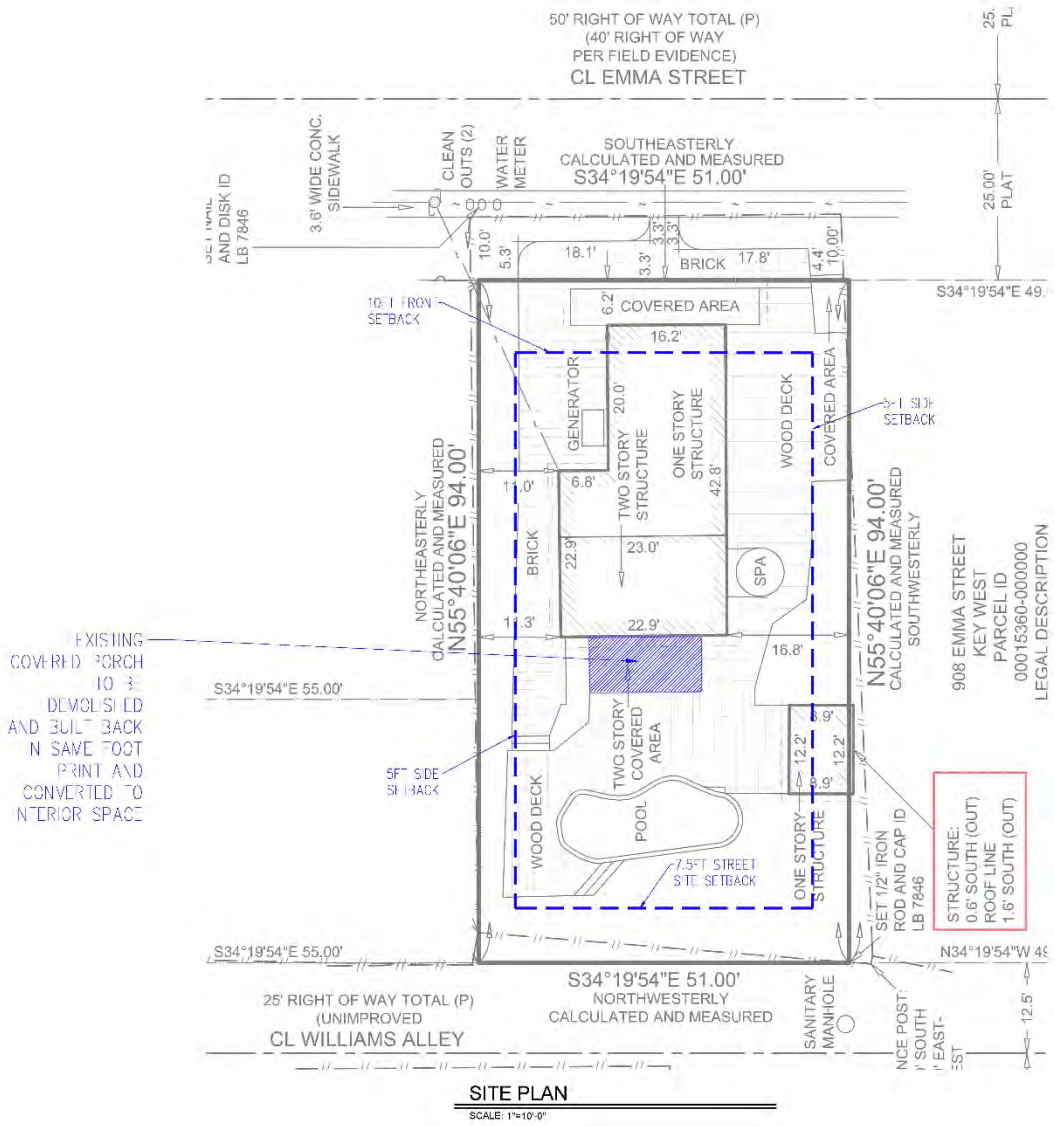 50' RIGHT OF WAY TOTAL (P)
(40' RIGHT OF WAY
PER FIELD EVIDENCE)
CL EMMA STREET
25.
25.00'
PLAT
3.6' WIDE CONC.
SIDEWALK
CLEAN
OUTS (2)
WATER
METER
SOUTHEASTERLY
CALCULATED AND MEASURED
S34°19'54"E 51.00'
AND DISK ID
LB 7846
10.0'
5.3'
18.1'
3.3'
3.3'
3.3'
BRICK
17.8'
4.4'
10.00'
S34°19'54"E 49.
10FT FRONT
SETBACK
6.2'
COVERED AREA
16.2'
GENERATOR
20.0'
TWO STORY
STRUCTURE
ONE STORY
STRUCTURE
42.8'
WOOD DECK
COVERED AREA
SIDE
SETBACK
NORTHEASTERLY
CALCULATED AND MEASURED
N55°40'06"E 94.00'
11.0'
6.8'
BRICK
22.9'
23.0'
SPA
N55°40'06"E 94.00'
CALCULATED AND MEASURED
SOUTHWESTERLY
908 EMMA STREET
KEY WEST
PARCEL ID
00015360-000000
LEGAL DESCRIPTION
22.9'
16.8'
EXISTING
COVERED PORCH
DEMOLISHED
AND BUILT BACK
N SAME FOOT
PRINT AND
CONVERTED TO
NTERIOR SPACE
S34°19'54"E 55.00'
TWO STORY
COVERED
AREA
12.2'
12.2'
5FT SIDE
WOOD DECK
POOL
ONE STORY
STRUCTURE
7.5FT STREET
SETBACK
SET 1/2" IRON
ROD AND CAP ID
LB 7846
STRUCTURE:
0.6' SOUTH (OUT)
ROOF LINE
1.6' SOUTH (OUT)
S34°19'54"E 55.00'
S34°19'54"E 51.00'
NORTHWESTERLY
CALCULATED AND MEASURED
N34°19'54"W
25' RIGHT OF WAY TOTAL (P)
(UNIMPROVED
CL WILLIAMS ALLEY
SANITARY
MANHOLE
NCE POST:
SOUTH
EAST-
12.5'
SITE PLAN
SCALE: 1"=10'-0"